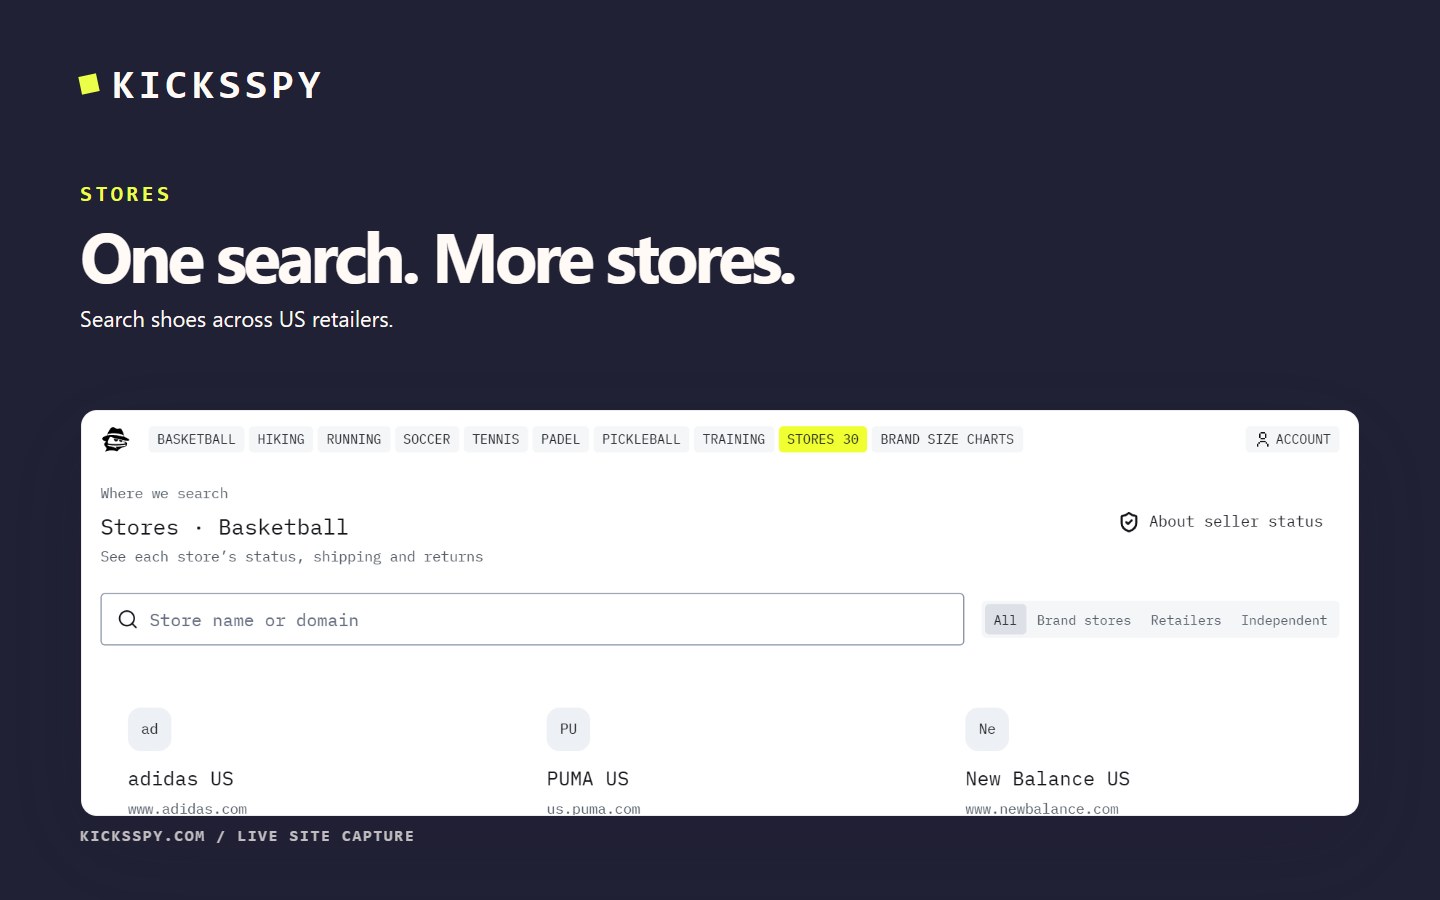 KICKSSPY
STORES
One search. More stores.
Search shoes across US retailers.
BASKETBALL HIKING RUNNING SOCCER TENNIS PADEL PICKLEBALL TRAINING STORES 30 BRAND SIZE CHARTS ACCOUNT
Where we search
Stores · Basketball
About seller status
See each store's status, shipping and returns
Store name or domain
All Brand stores Retailers Independent
ad PU Ne
adidas US PUMA US New Balance US
www.adidas.com us.puma.com www.newbalance.com
KICKSSPY.COM / LIVE SITE CAPTURE